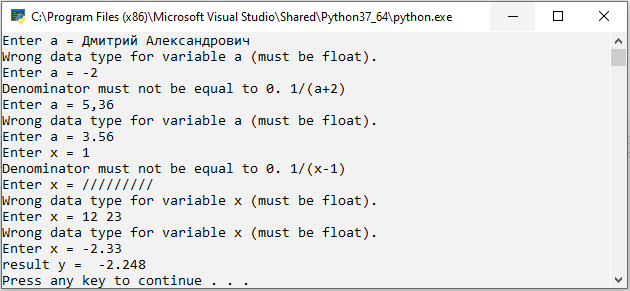 C:\Program Files (x86)\Microsoft Visual Studio\Shared\Python37_64\python.exe
Enter a = Дмитрий Александрович
Wrong data type for variable a (must be float).
Enter a = -2
Denominator must not be equal to 0. 1/(a+2)
Enter a = 5,36
Wrong data type for variable a (must be float).
Enter a = 3.56
Enter x = 1
Denominator must not be equal to 0. 1/(x-1)
Enter x = /////////
Wrong data type for variable x (must be float).
Enter x = 12 23
Wrong data type for variable x (must be float).
Enter x = -2.33
result y =  -2.248
Press any key to continue . . .